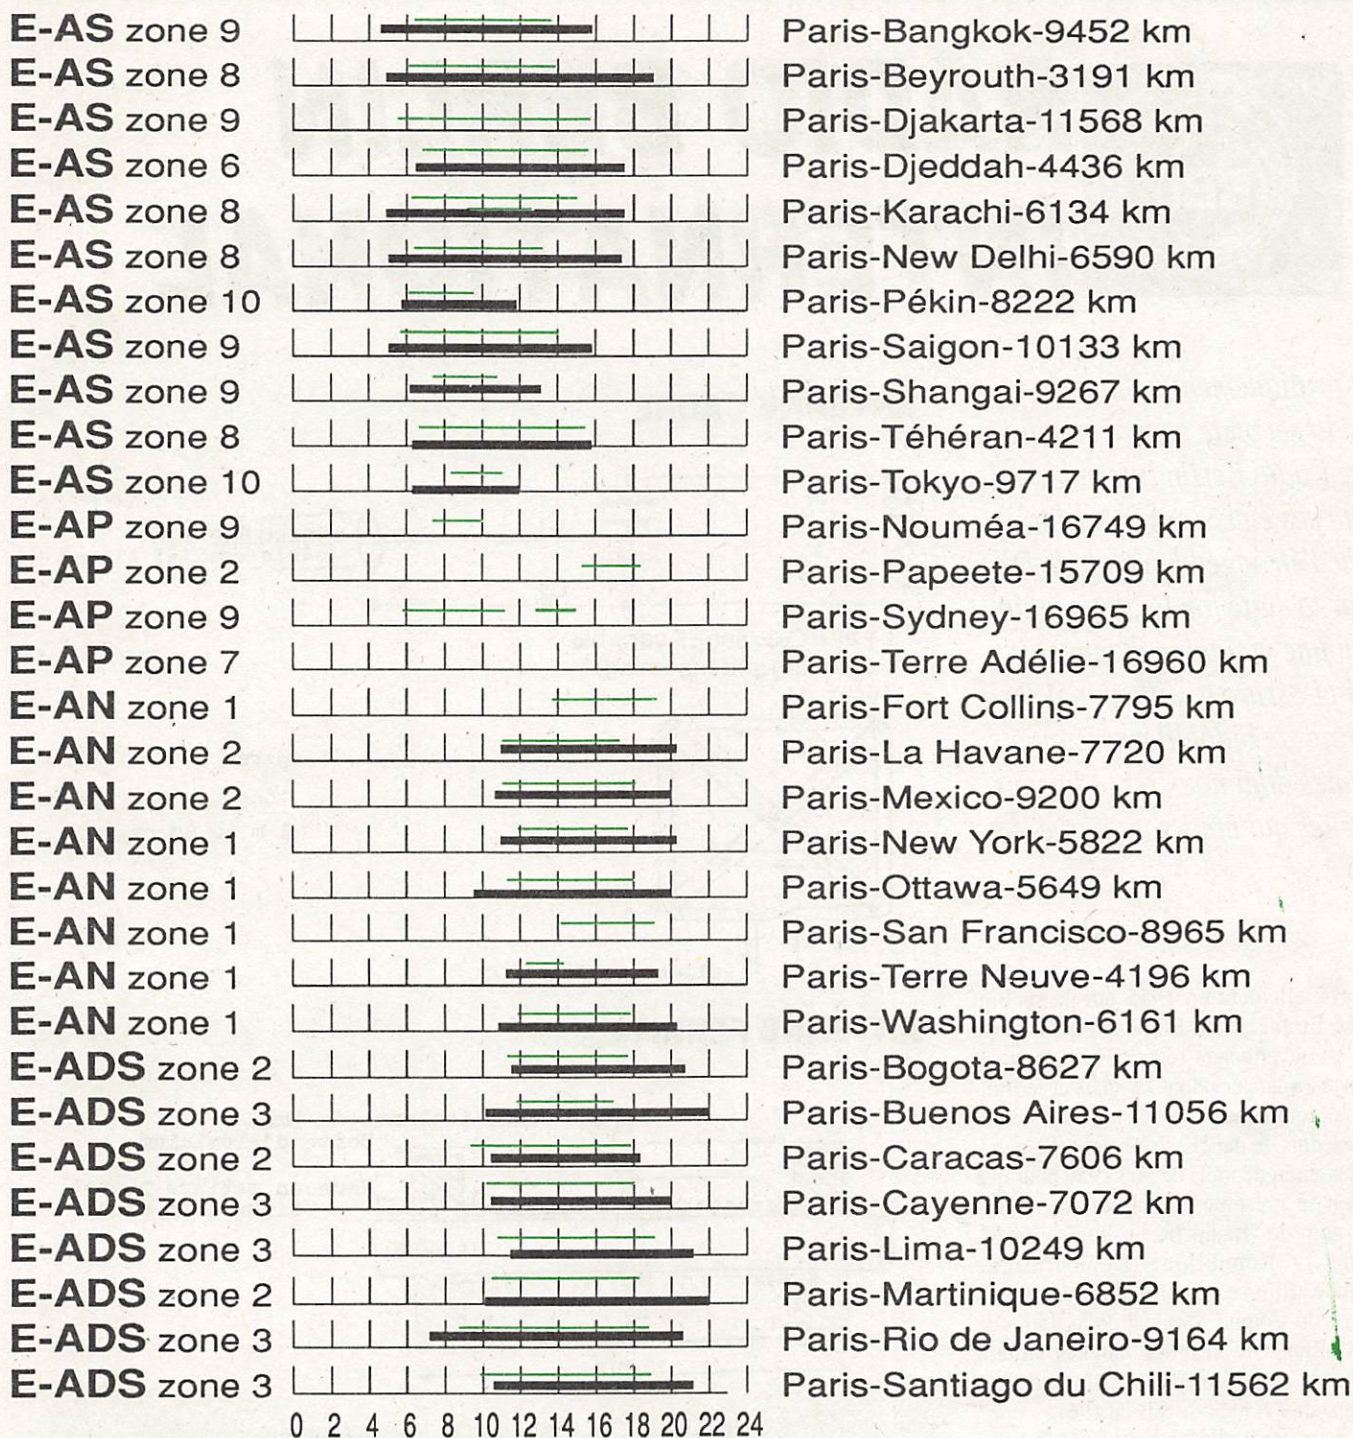 E-AS zone 9 Paris-Bangkok-9452 km
E-AS zone 8 Paris-Beyrouth-3191 km
E-AS zone 9 Paris-Djakarta-11568 km
E-AS zone 6 Paris-Djeddah-4436 km
E-AS zone 8 Paris-Karachi-6134 km
E-AS zone 8 Paris-New Delhi-6590 km
E-AS zone 10 Paris-Pékin-8222 km
E-AS zone 9 Paris-Saigon-10133 km
E-AS zone 9 Paris-Shangai-9267 km
E-AS zone 8 Paris-Téhéran-4211 km
E-AS zone 10 Paris-Tokyo-9717 km
E-AP zone 9 Paris-Nouméa-16749 km
E-AP zone 2 Paris-Papeete-15709 km
E-AP zone 9 Paris-Sydney-16965 km
E-AP zone 7 Paris-Terre Adélie-16960 km
E-AN zone 1 Paris-Fort Collins-7795 km
E-AN zone 2 Paris-La Havane-7720 km
E-AN zone 2 Paris-Mexico-9200 km
E-AN zone 1 Paris-New York-5822 km
E-AN zone 1 Paris-Ottawa-5649 km
E-AN zone 1 Paris-San Francisco-8965 km
E-AN zone 1 Paris-Terre Neuve-4196 km
E-AN zone 1 Paris-Washington-6161 km
E-ADS zone 2 Paris-Bogota-8627 km
E-ADS zone 3 Paris-Buenos Aires-11056 km
E-ADS zone 2 Paris-Caracas-7606 km
E-ADS zone 3 Paris-Cayenne-7072 km
E-ADS zone 3 Paris-Lima-10249 km
E-ADS zone 2 Paris-Martinique-6852 km
E-ADS zone 3 Paris-Rio de Janeiro-9164 km
E-ADS zone 3 Paris-Santiago du Chili-11562 km
0 2 4 6 8 10 12 14 16 18 20 22 24